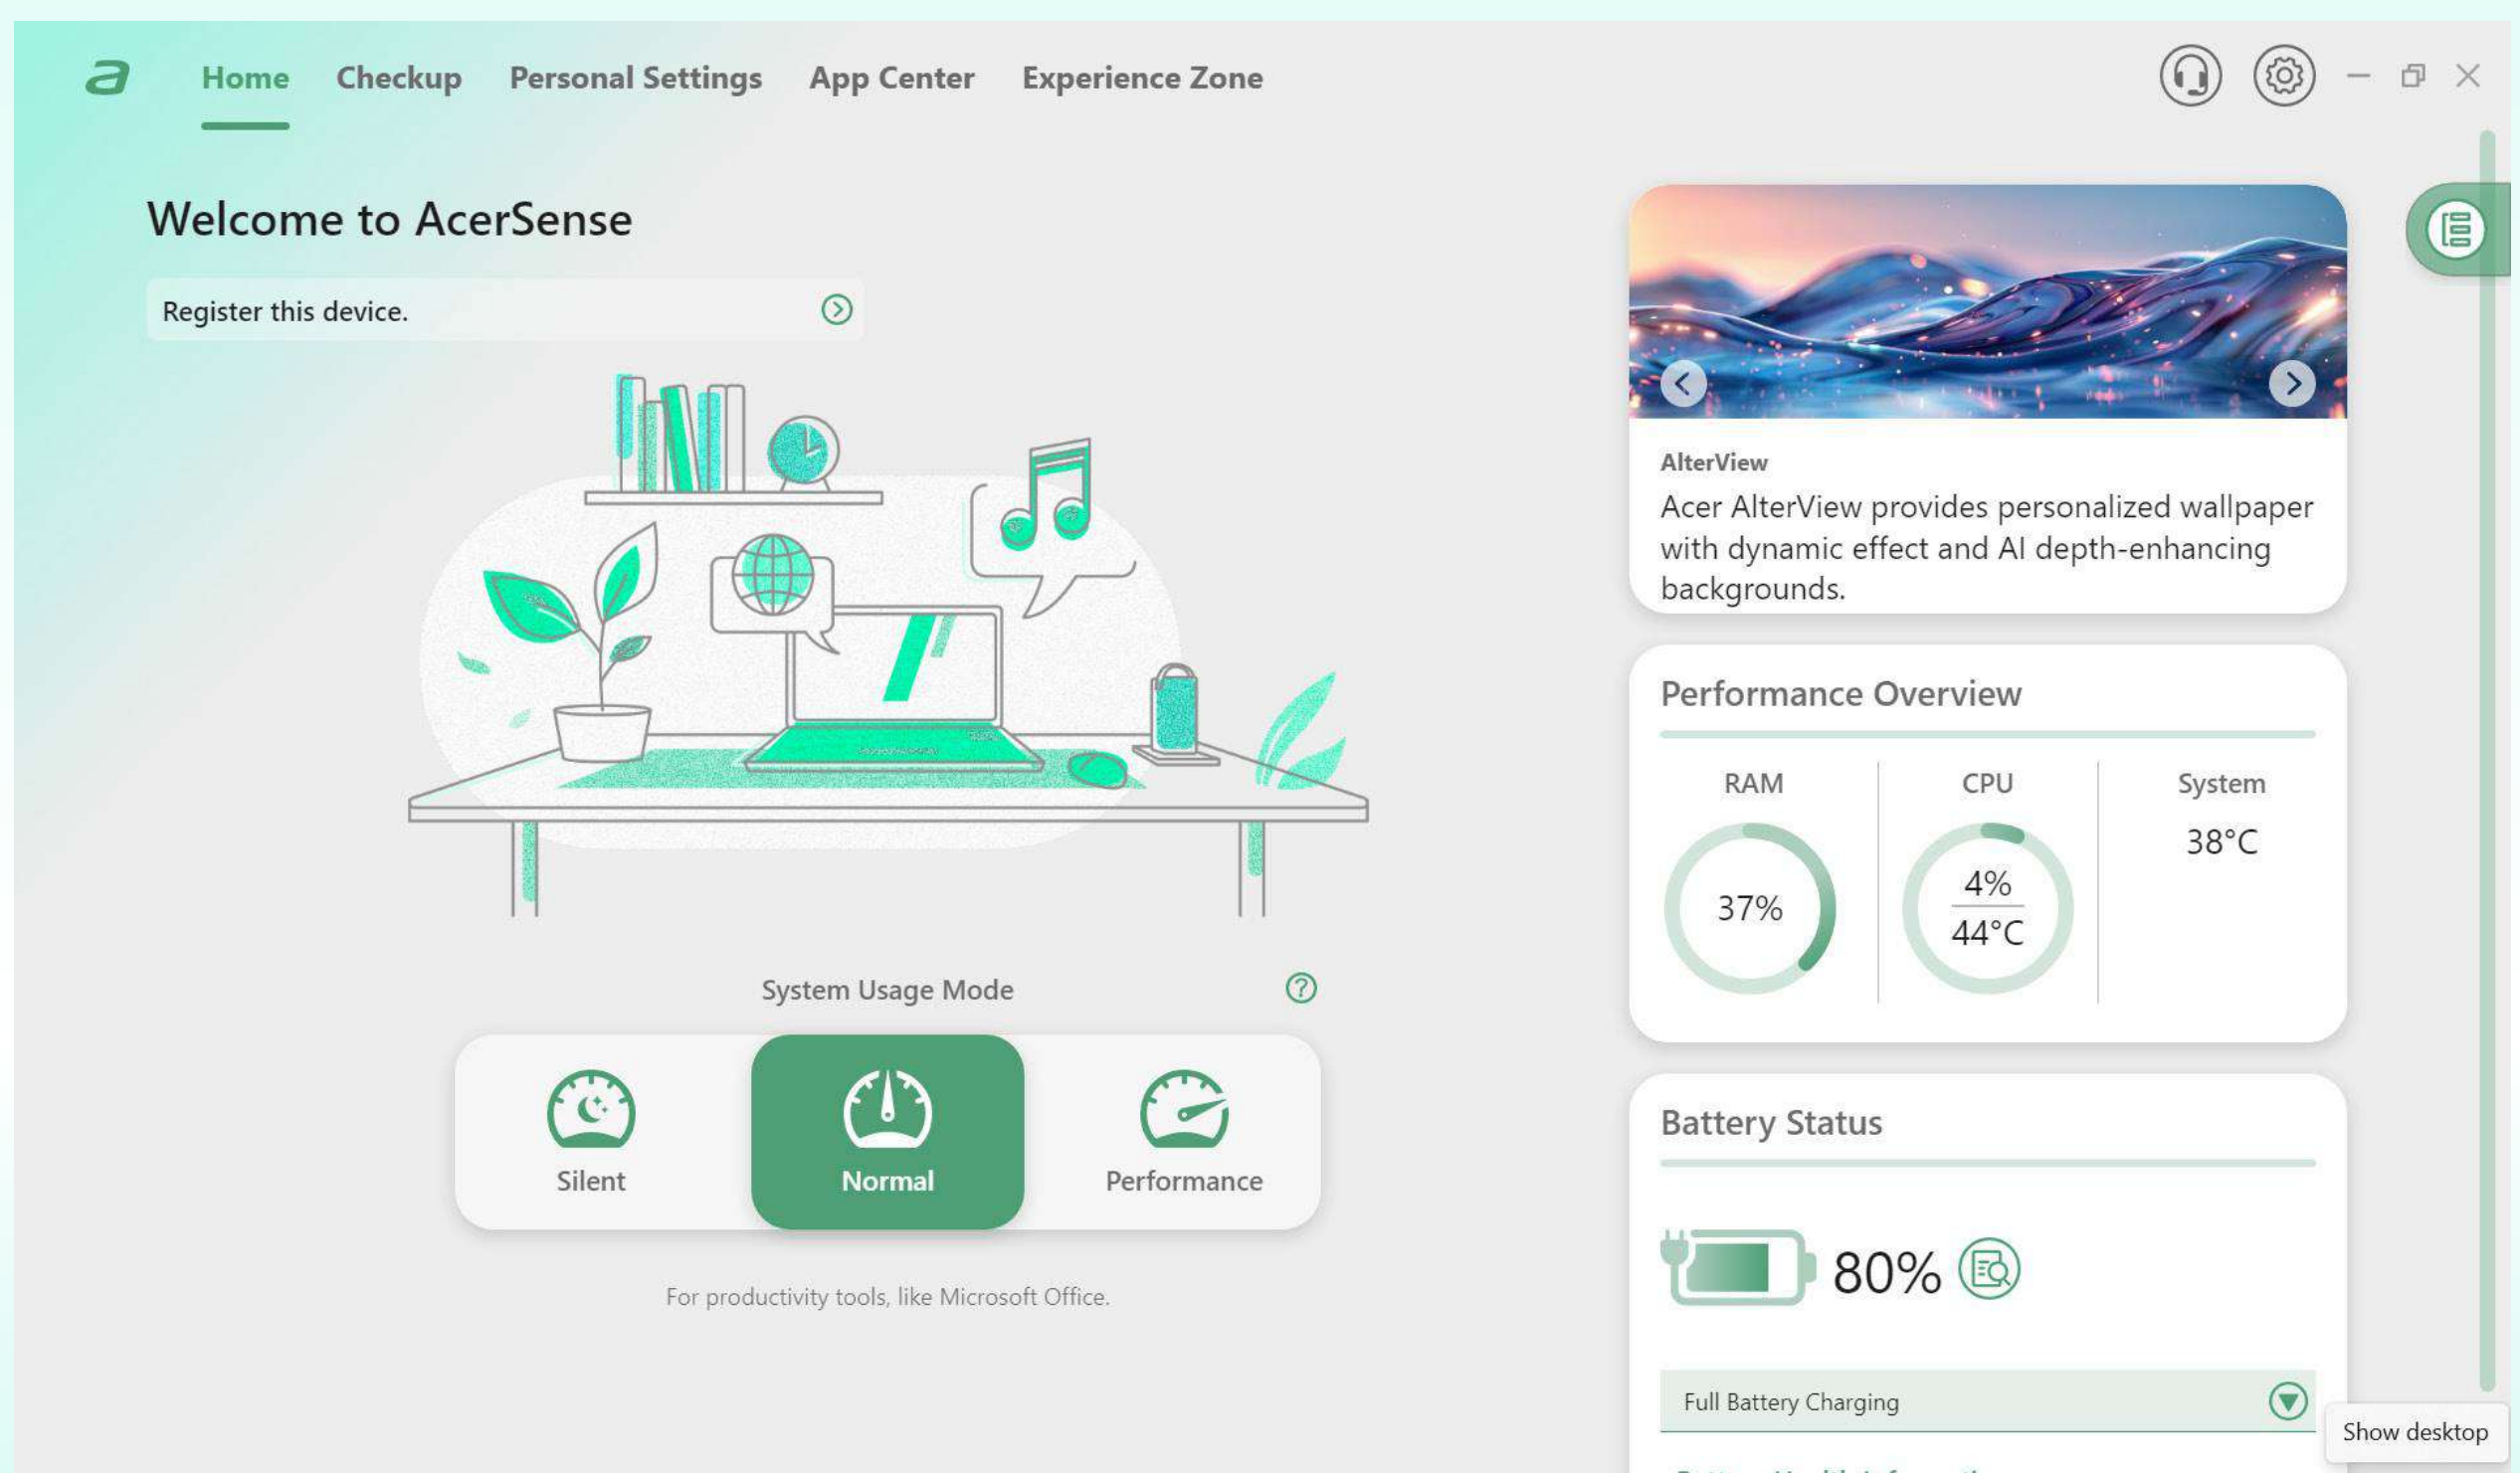 a
Home
Checkup
Personal Settings
App Center
Experience Zone
Welcome to AcerSense
Register this device.
System Usage Mode
?
Silent
Normal
Performance
For productivity tools, like Microsoft Office.
AlterView
Acer AlterView provides personalized wallpaper
with dynamic effect and AI depth-enhancing
backgrounds.
Performance Overview
RAM
37%
CPU
4%
44°C
System
38°C
Battery Status
80%
Full Battery Charging
Show desktop